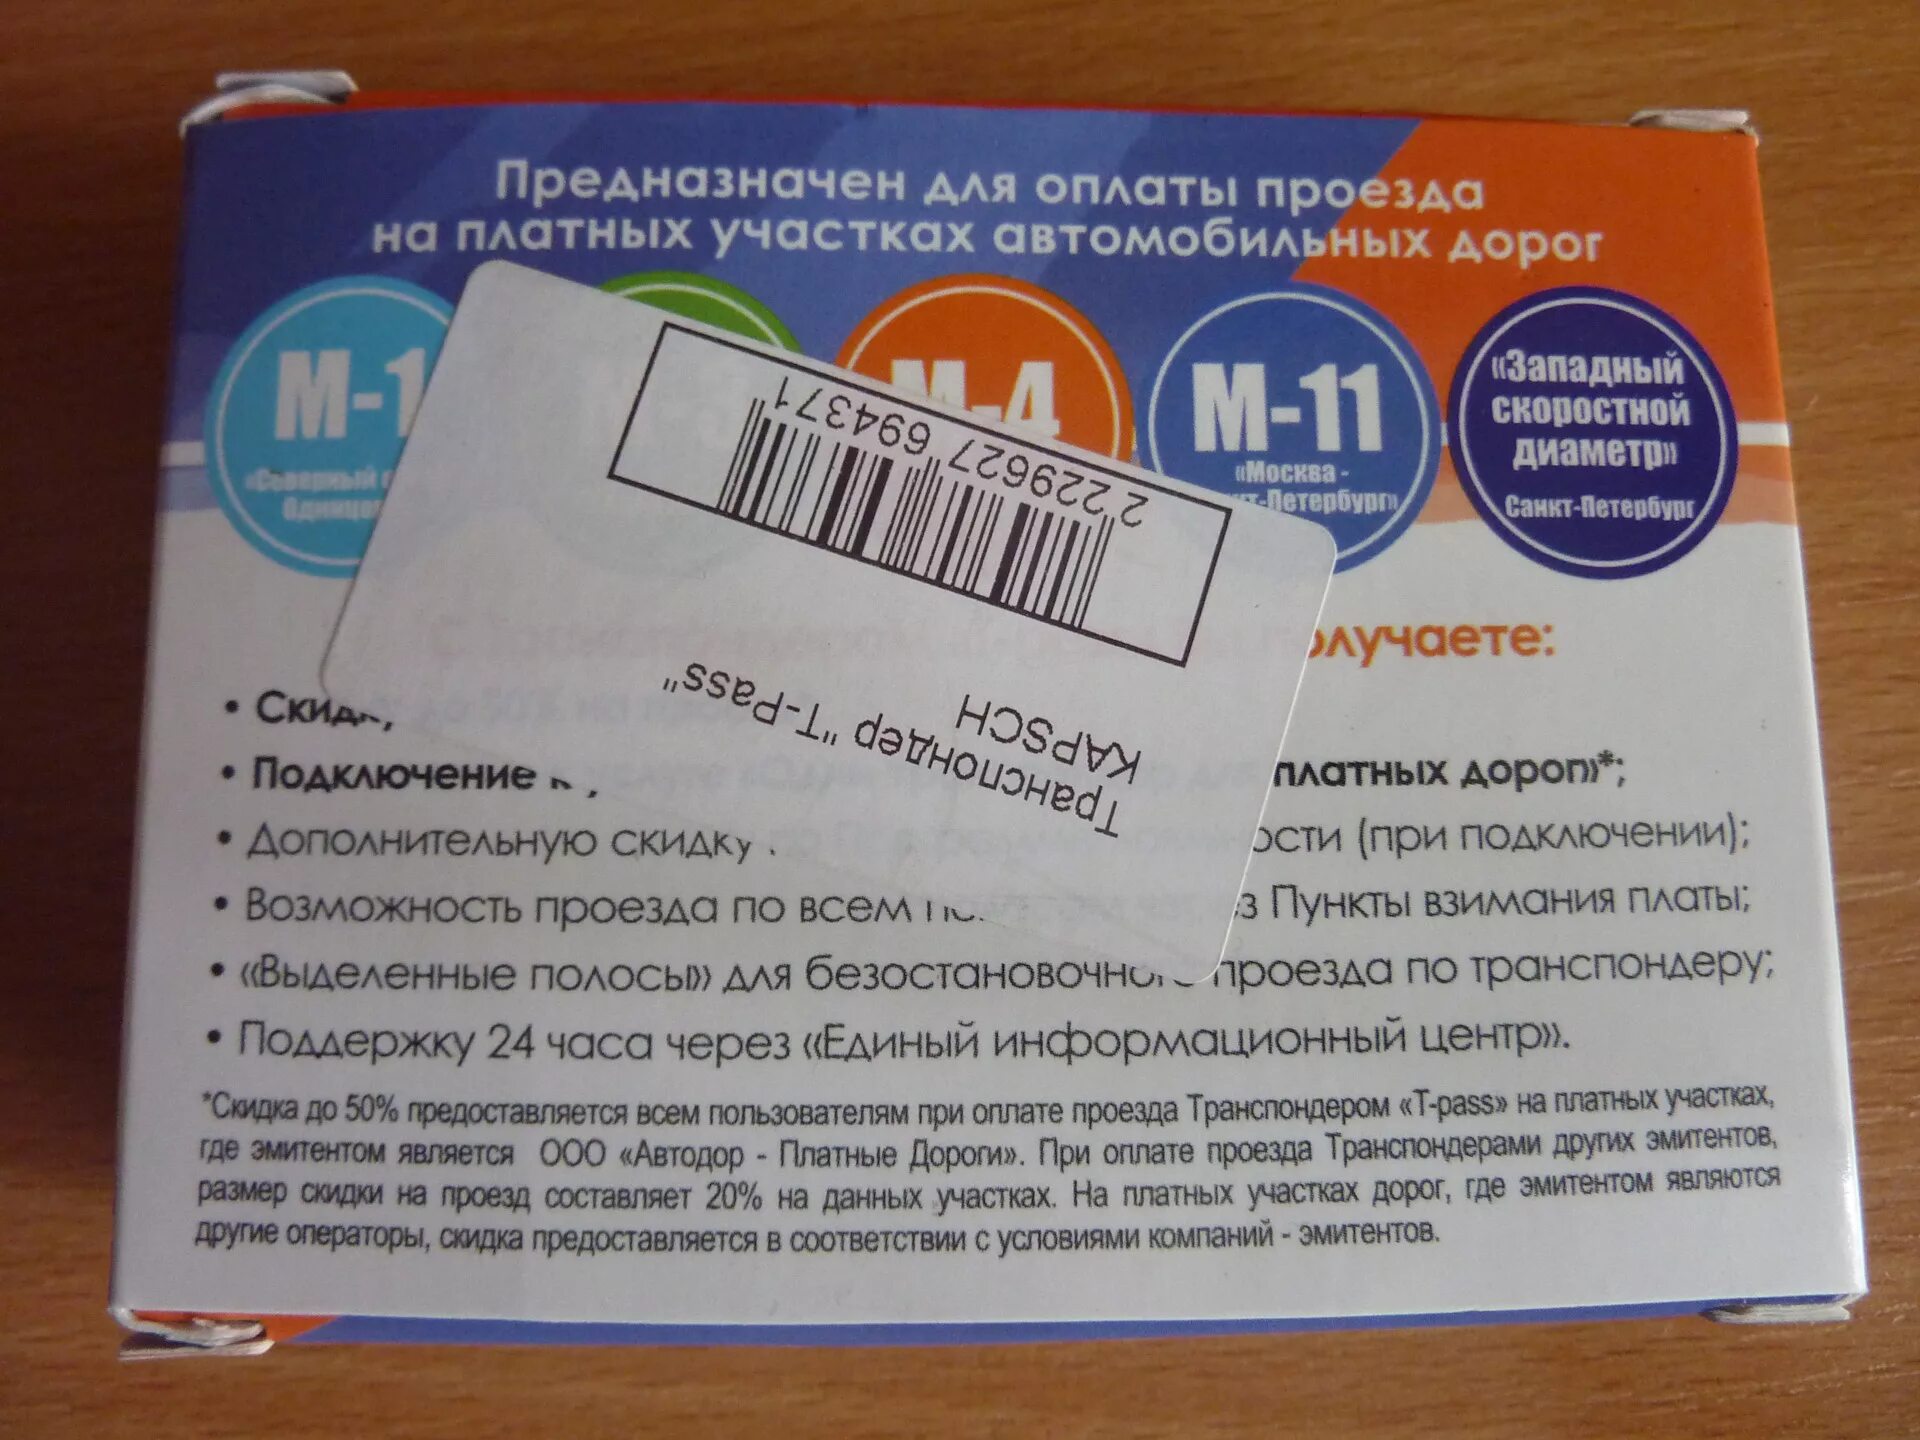 Предназначен для оплаты проезда
на платных участках автомобильных дорог
М-1
М-4
М-11
«Москва -
Петербург»
«Западный
скоростной
диаметр»
Санкт-Петербург
2 229627 694371
Транспондер "T-Pass"
KAPSCH
• Скидк
• Подключение платных дорог»*;
• Дополнительную скидку (при подключении);
• Возможность проезда по всем Пункты взимания платы;
• «Выделенные полосы» для безостановочного проезда по транспондеру;
• Поддержку 24 часа через «Единый информационный центр».
*Скидка до 50% предоставляется всем пользователям при оплате проезда Транспондером «T-pass» на платных участках,
где эмитентом является ООО «Автодор - Платные Дороги». При оплате проезда Транспондерами других эмитентов,
размер скидки на проезд составляет 20% на данных участках. На платных участках дорог, где эмитентом являются
другие операторы, скидка предоставляется в соответствии с условиями компаний - эмитентов.